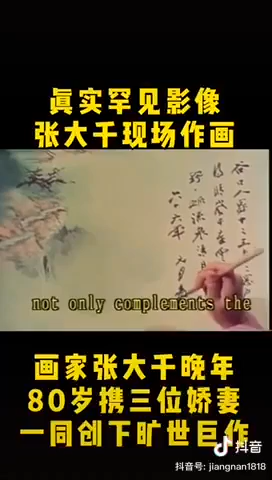 眞实罕见影像
张大千现场作画
not only complements the
画家张大千晚年
80岁携三位娇妻
一同创下旷世巨作
抖音
抖音号: jiangnan1818